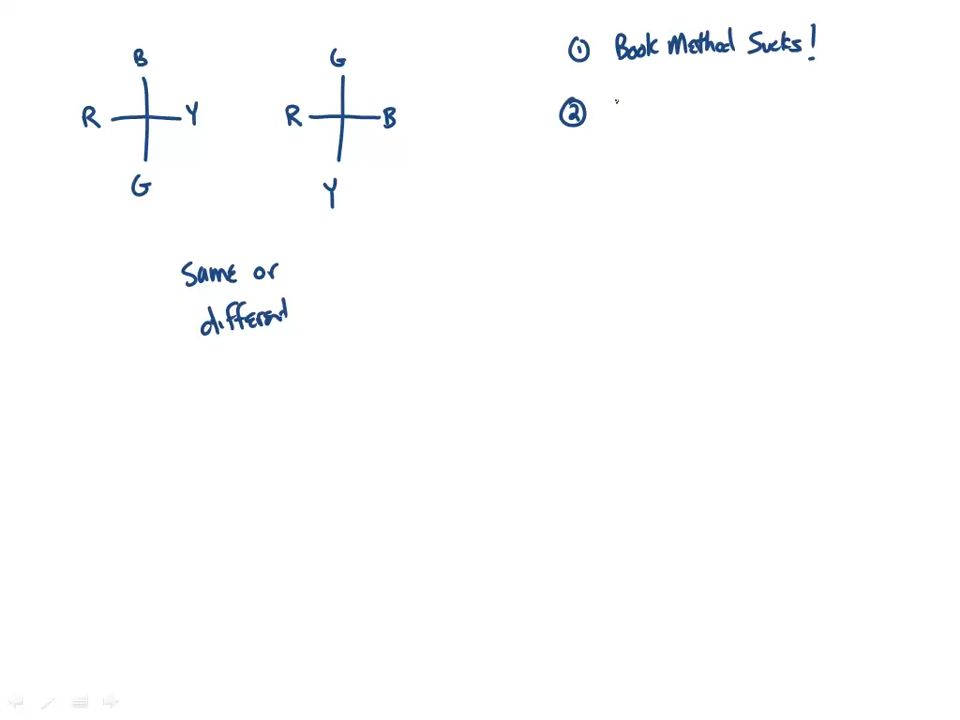 B
R Y
G
G
R B
Y
Same or
different
① Book Method Sucks!
②